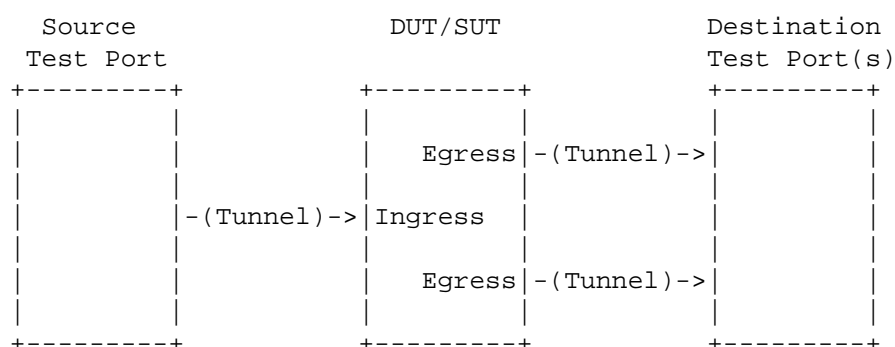 Source DUT/SUT Destination
Test Port Test Port(s)
+---------+ +---------+ +---------+
| | | | | |
| | | Egress|-(Tunnel)->| |
| | | | | |
| |-(Tunnel)->|Ingress | | |
| | | | | |
| | | Egress|-(Tunnel)->| |
| | | | | |
+---------+ +---------+ +---------+